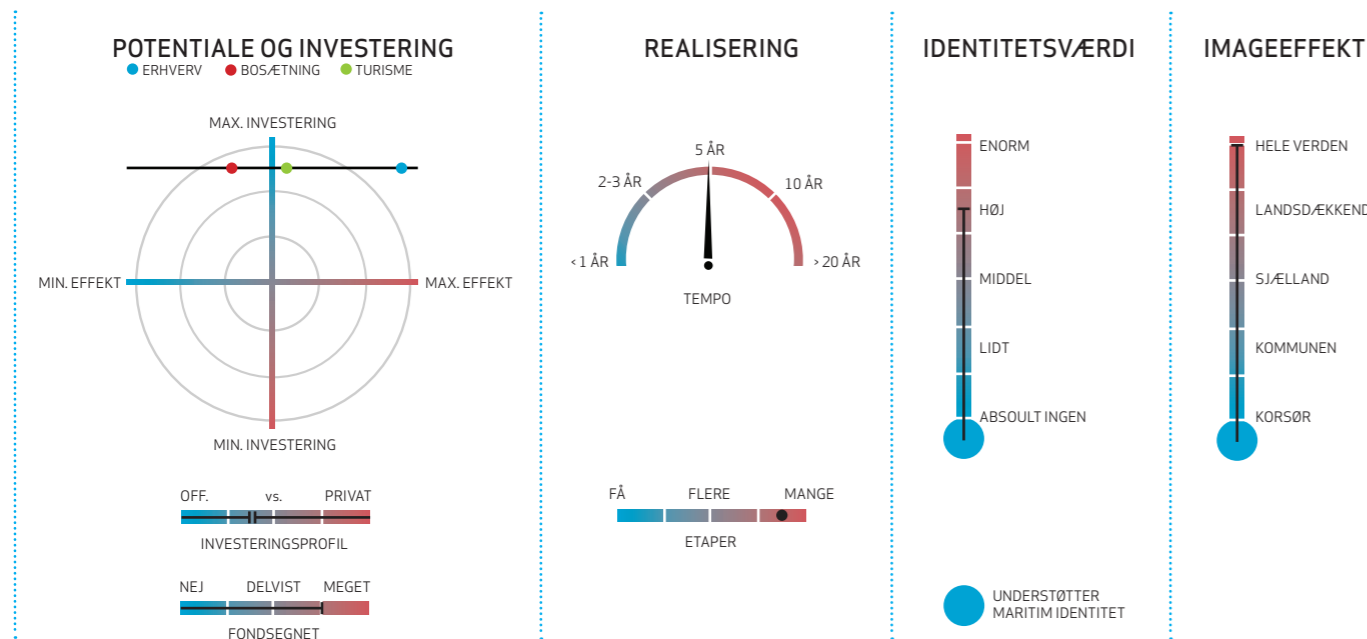 POTENTIALE OG INVESTERING
ERHVERV BOSÆTNING TURISME
MAX. INVESTERING
MIN. EFFEKT MAX. EFFEKT
MIN. INVESTERING
OFF. vs. PRIVAT
INVESTERINGSPROFIL
NEJ DELVIST MEGET
FONDSEGNET
REALISERING
5 ÅR
2-3 ÅR 10 ÅR
< 1 ÅR > 20 ÅR
TEMPO
FÅ FLERE MANGE
ETAPER
IDENTITETSVÆRDI
ENORM
HØJ
MIDDEL
LIDT
ABSOULT INGEN
UNDERSTØTTER
MARITIM IDENTITET
IMAGEEFFEKT
HELE VERDEN
LANDSDÆKKEND
SJÆLLAND
KOMMUNEN
KORSØR